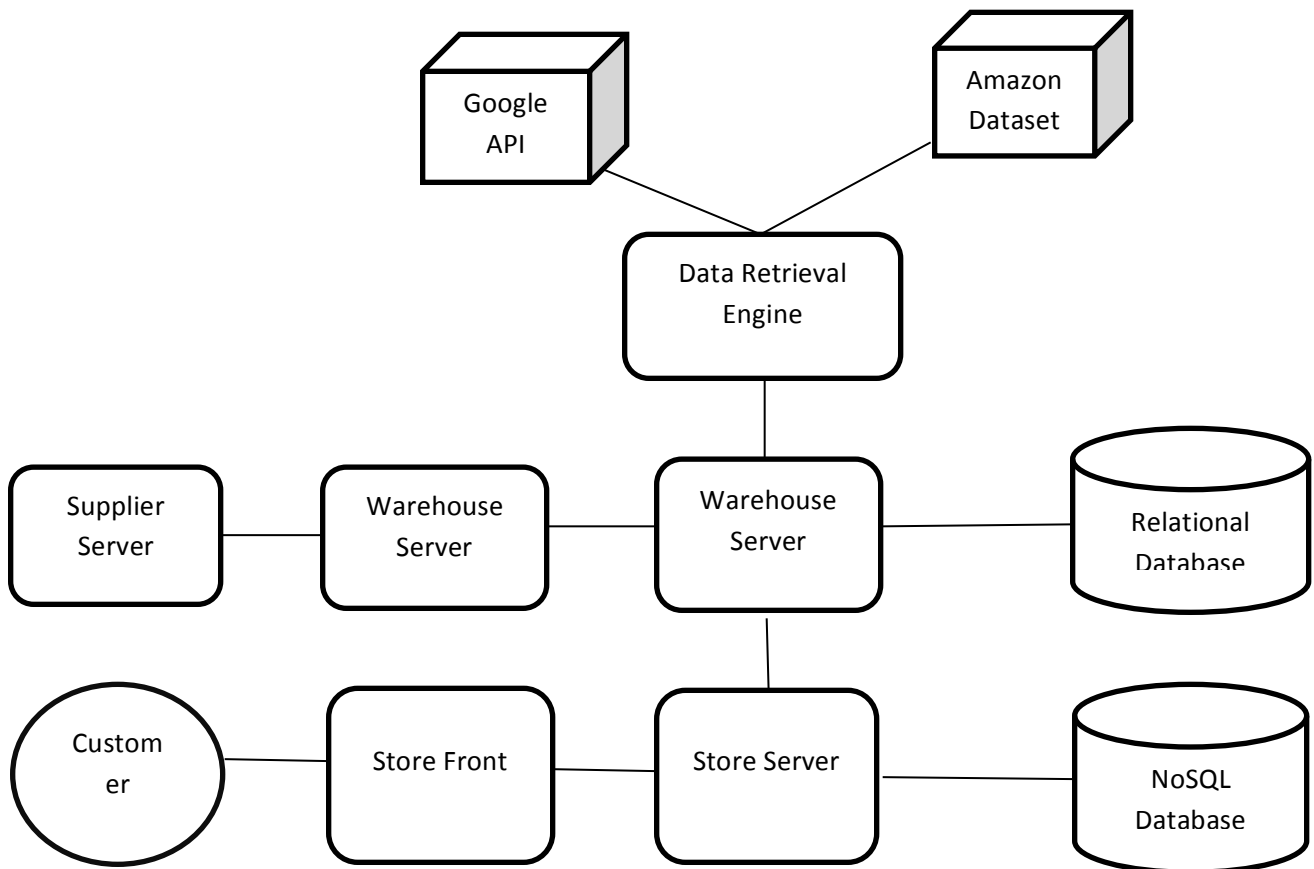 Google
API
Amazon
Dataset
Data Retrieval
Engine
Supplier
Server
Warehouse
Server
Warehouse
Server
Relational
Database
Custom
er
Store Front
Store Server
NoSQL
Database